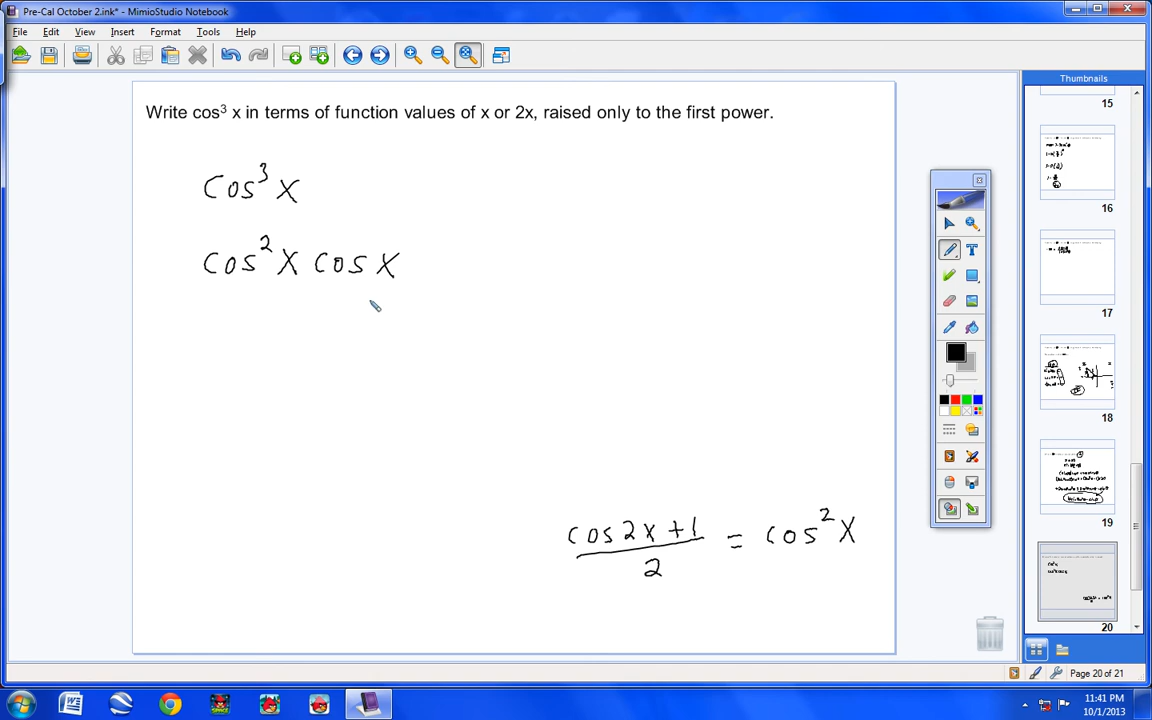 Pre-Cal October 2.ink* - MimioStudio Notebook
File Edit View Insert Format Tools Help
Thumbnails
Write cos³ x in terms of function values of x or 2x, raised only to the first power.
cos³ x
cos² x cos x
(cos 2x + 1)/2 = cos² x
15
16
17
18
19
20
Page 20 of 21
11:41 PM
10/1/2013